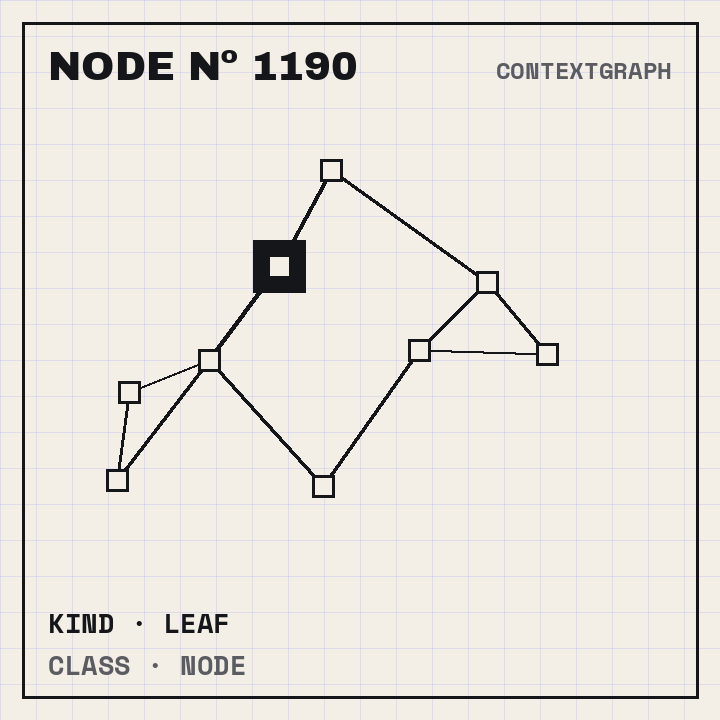 NODE Nº 1190
CONTEXTGRAPH
KIND · LEAF
CLASS · NODE